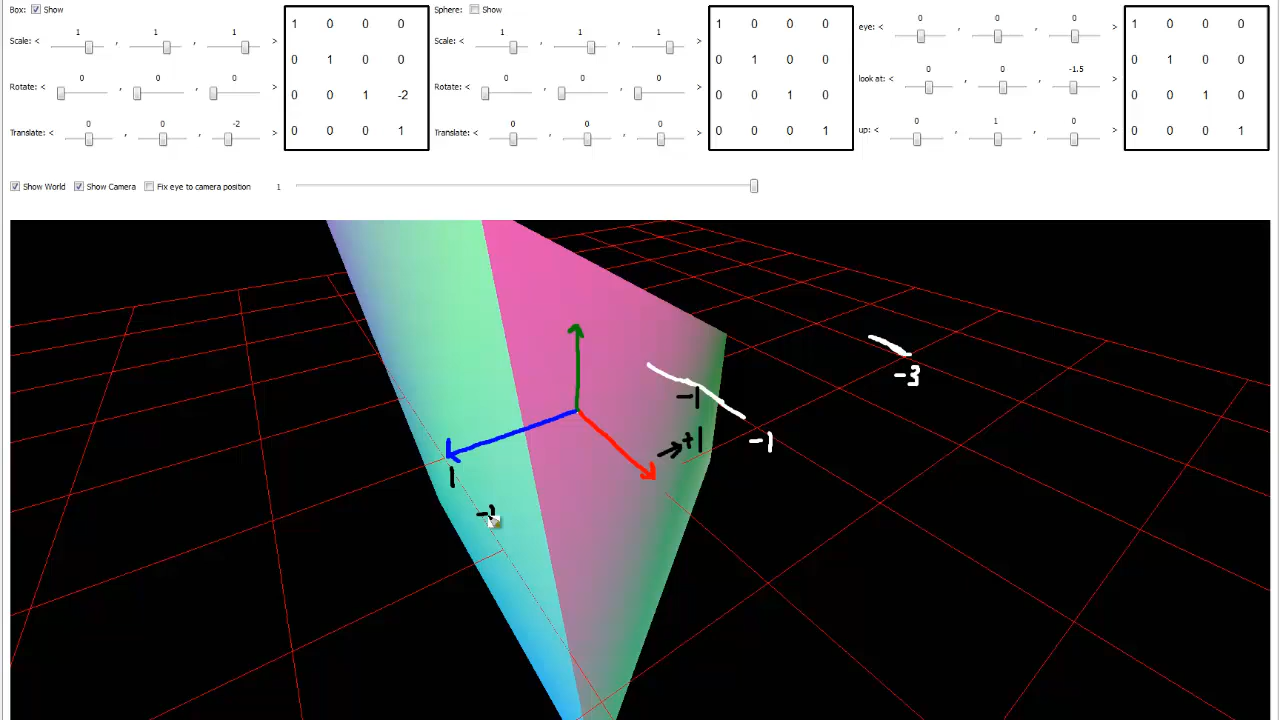 Box: Show
Scale: < 1 , 1 , 1 >
Rotate: < 0 , 0 , 0 >
Translate: < 0 , 0 , -2 >
1 0 0 0
0 1 0 0
0 0 1 -2
0 0 0 1
Sphere: Show
Scale: < 1 , 1 , 1 >
Rotate: < 0 , 0 , 0 >
Translate: < 0 , 0 , 0 >
1 0 0 0
0 1 0 0
0 0 1 0
0 0 0 1
eye: < 0 , 0 , 0 >
look at: < 0 , 0 , -1.5 >
up: < 0 , 1 , 0 >
1 0 0 0
0 1 0 0
0 0 1 0
0 0 0 1
Show World Show Camera Fix eye to camera position 1
-3
-1
-1
+1
1